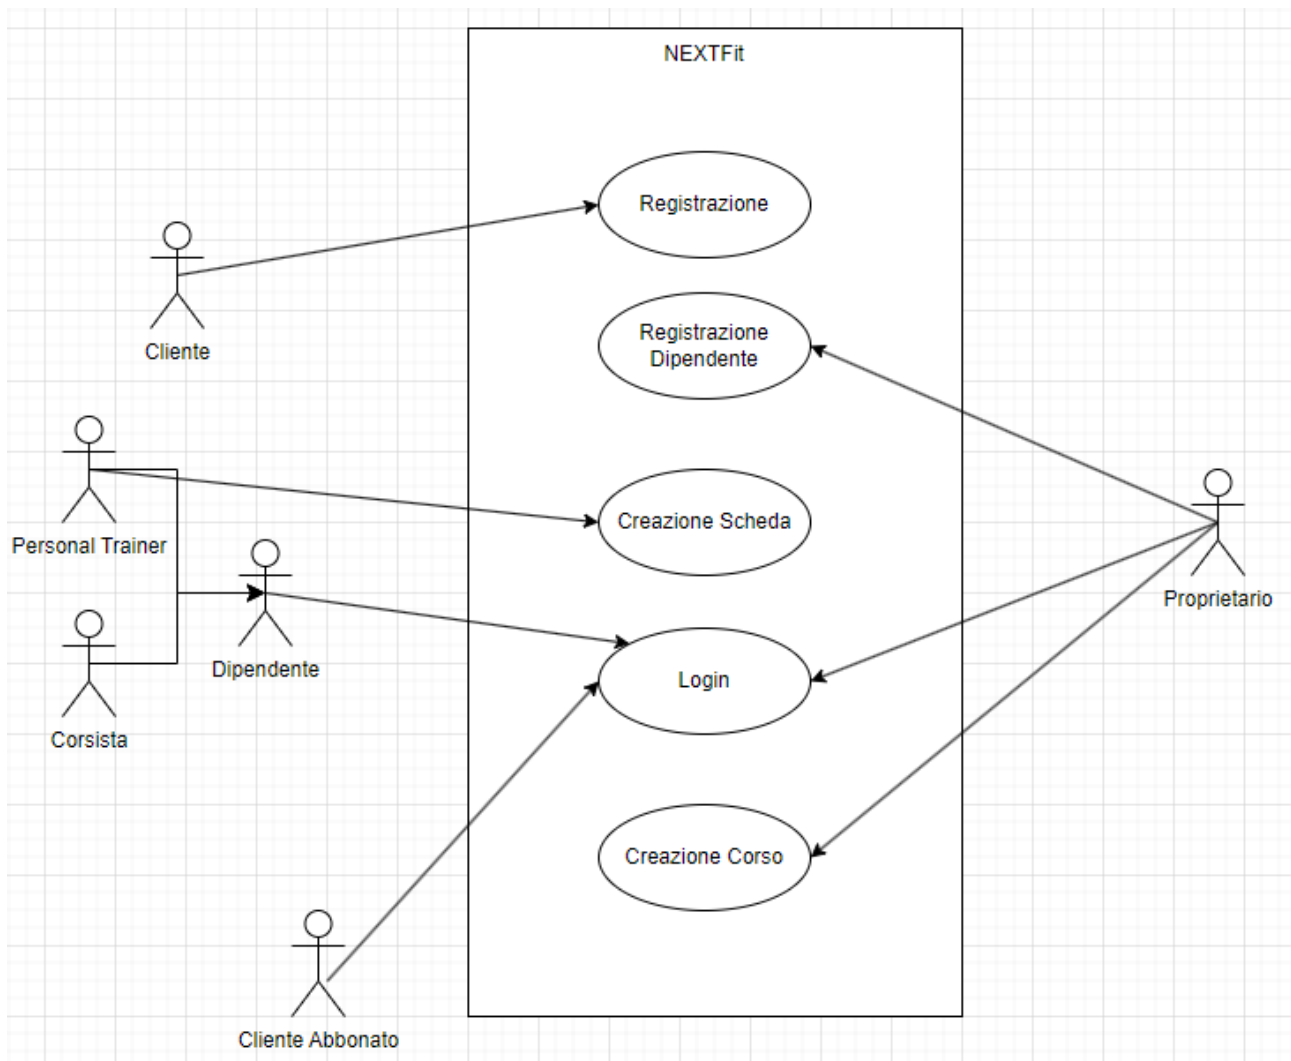 NEXTFit
Registrazione
Cliente
Registrazione
Dipendente
Personal Trainer
Creazione Scheda
Proprietario
Dipendente
Login
Corsista
Creazione Corso
Cliente Abbonato